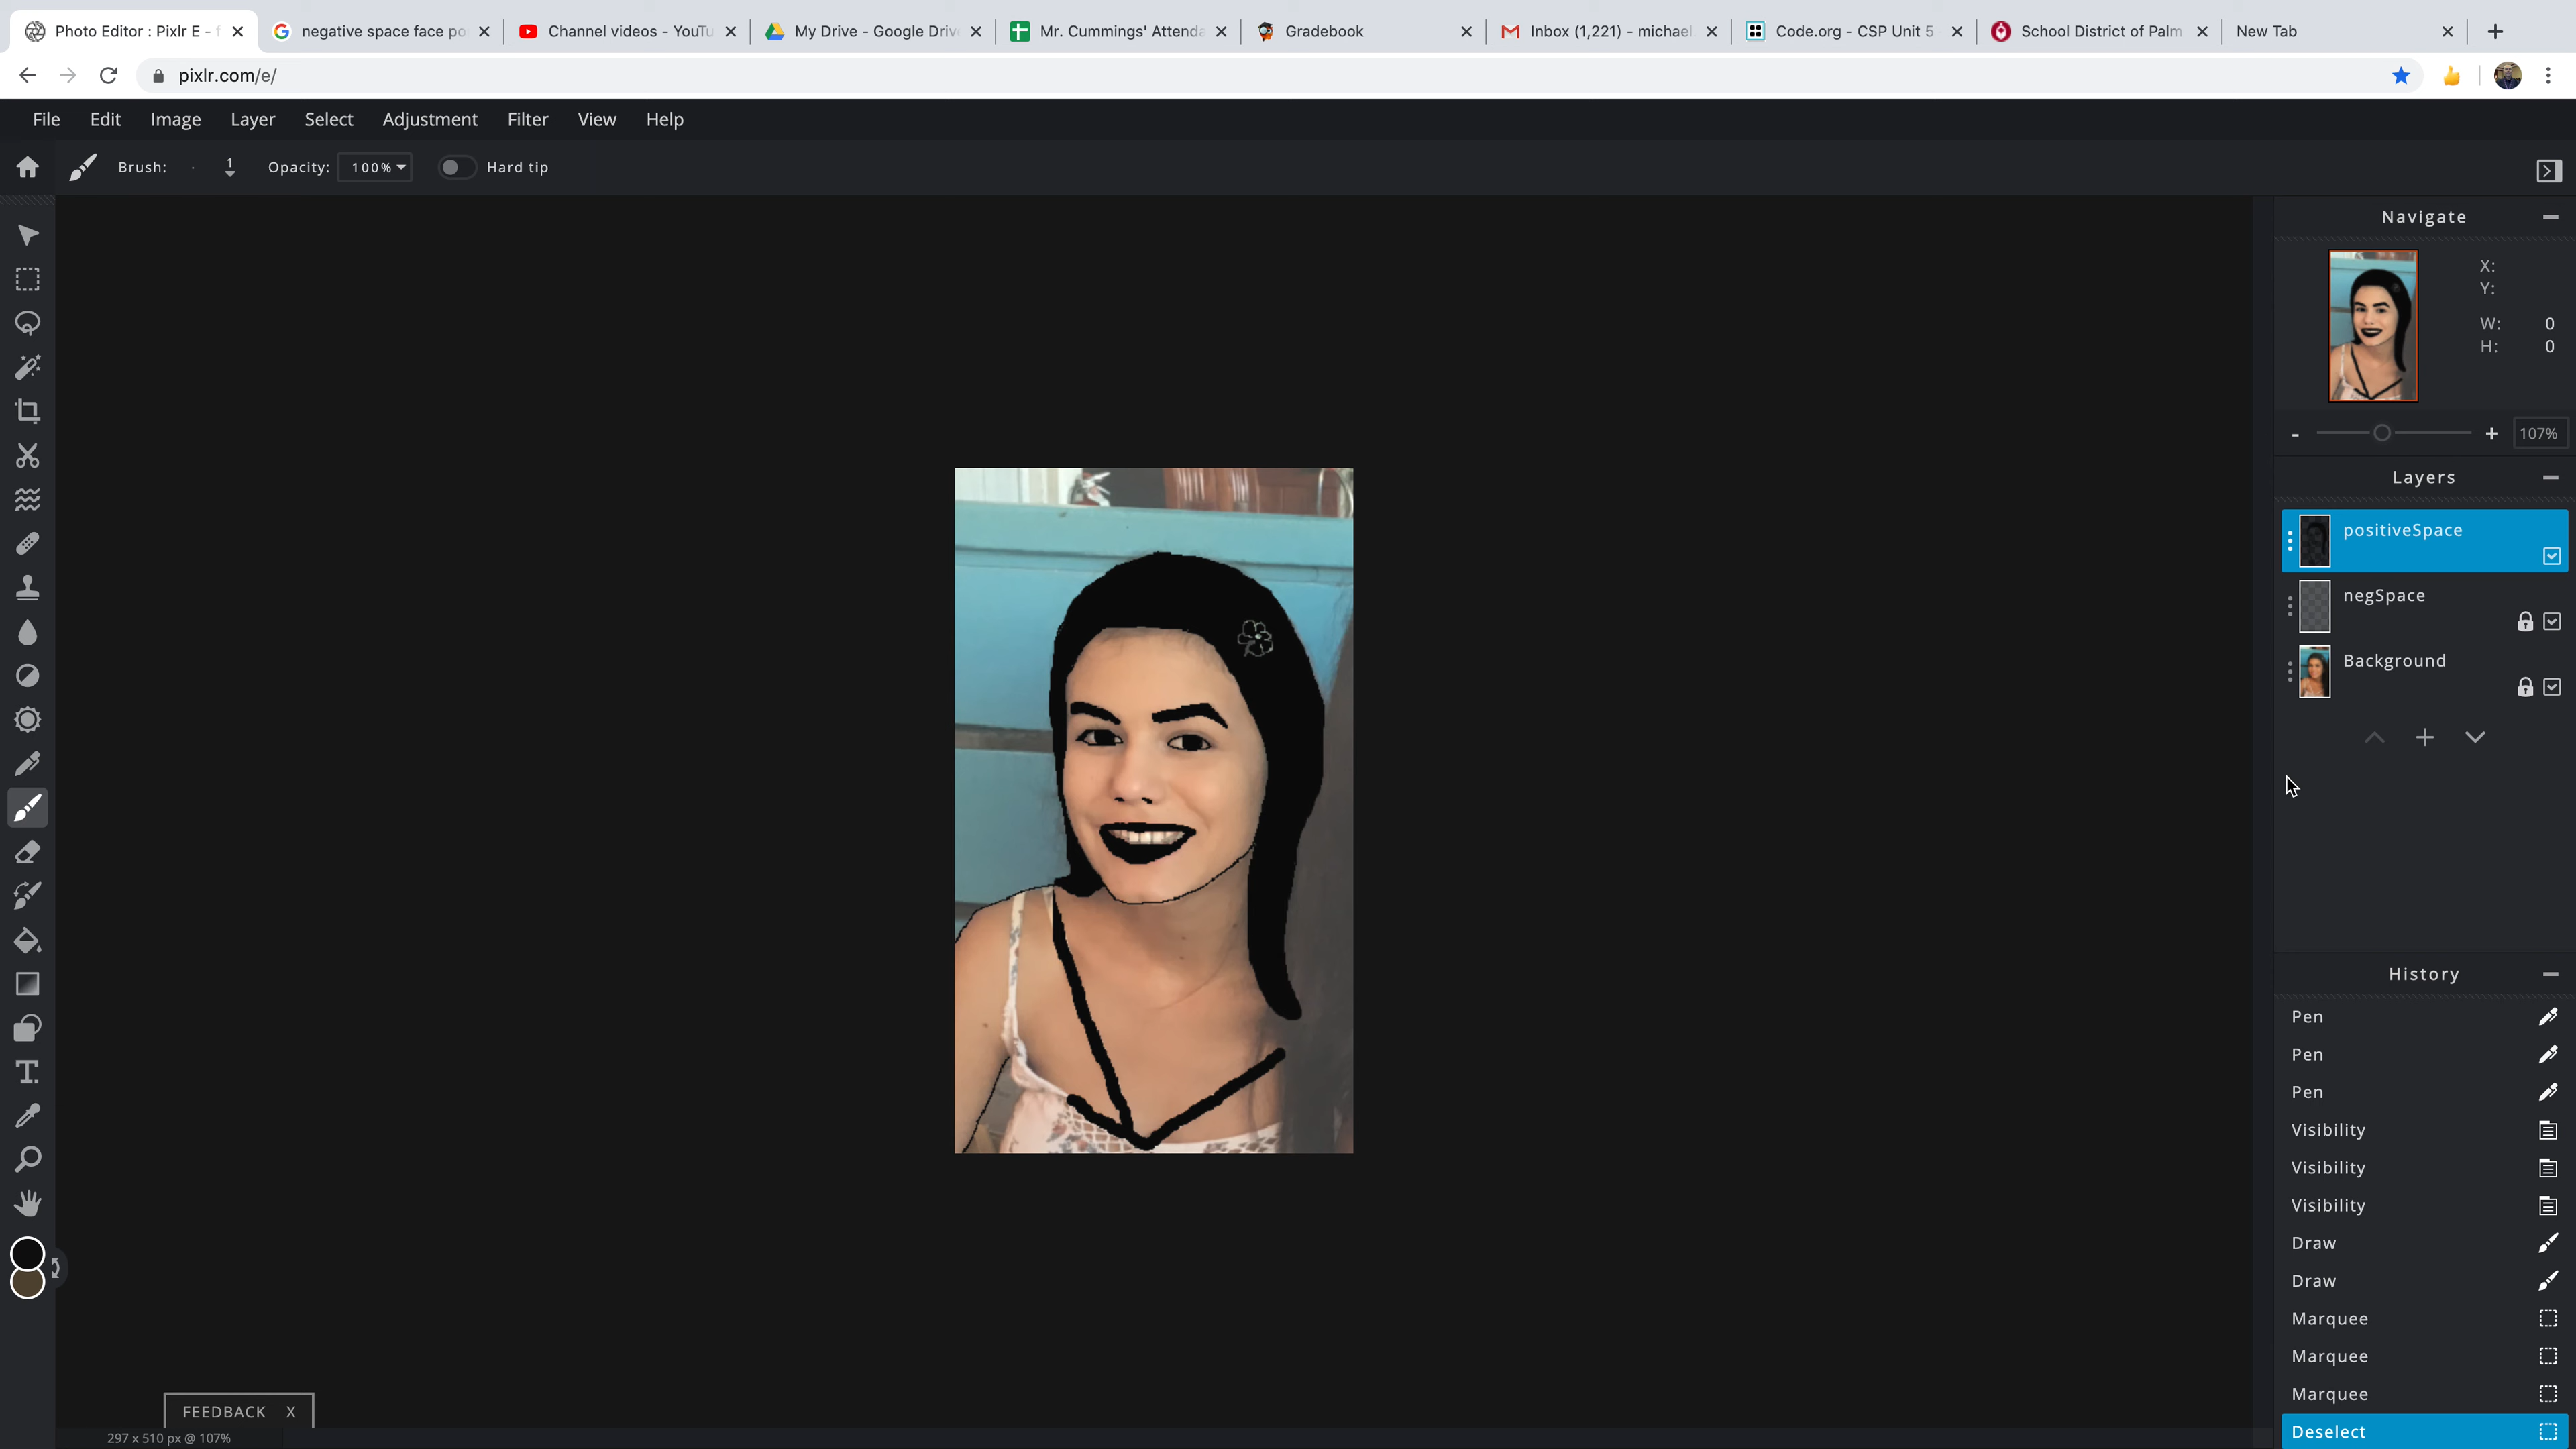 Photo Editor : Pixlr E - f
negative space face po
Channel videos - YouTu
My Drive - Google Drive
Mr. Cummings' Attenda
Gradebook
Inbox (1,221) - michael
Code.org - CSP Unit 5
School District of Palm
New Tab
pixlr.com/e/
File Edit Image Layer Select Adjustment Filter View Help
Brush: 1 Opacity: 100% Hard tip
Navigate
X:
Y:
W: 0
H: 0
- + 107%
Layers
positiveSpace
negSpace
Background
History
Pen
Pen
Pen
Visibility
Visibility
Visibility
Draw
Draw
Marquee
Marquee
Marquee
Deselect
FEEDBACK X
297 x 510 px @ 107%